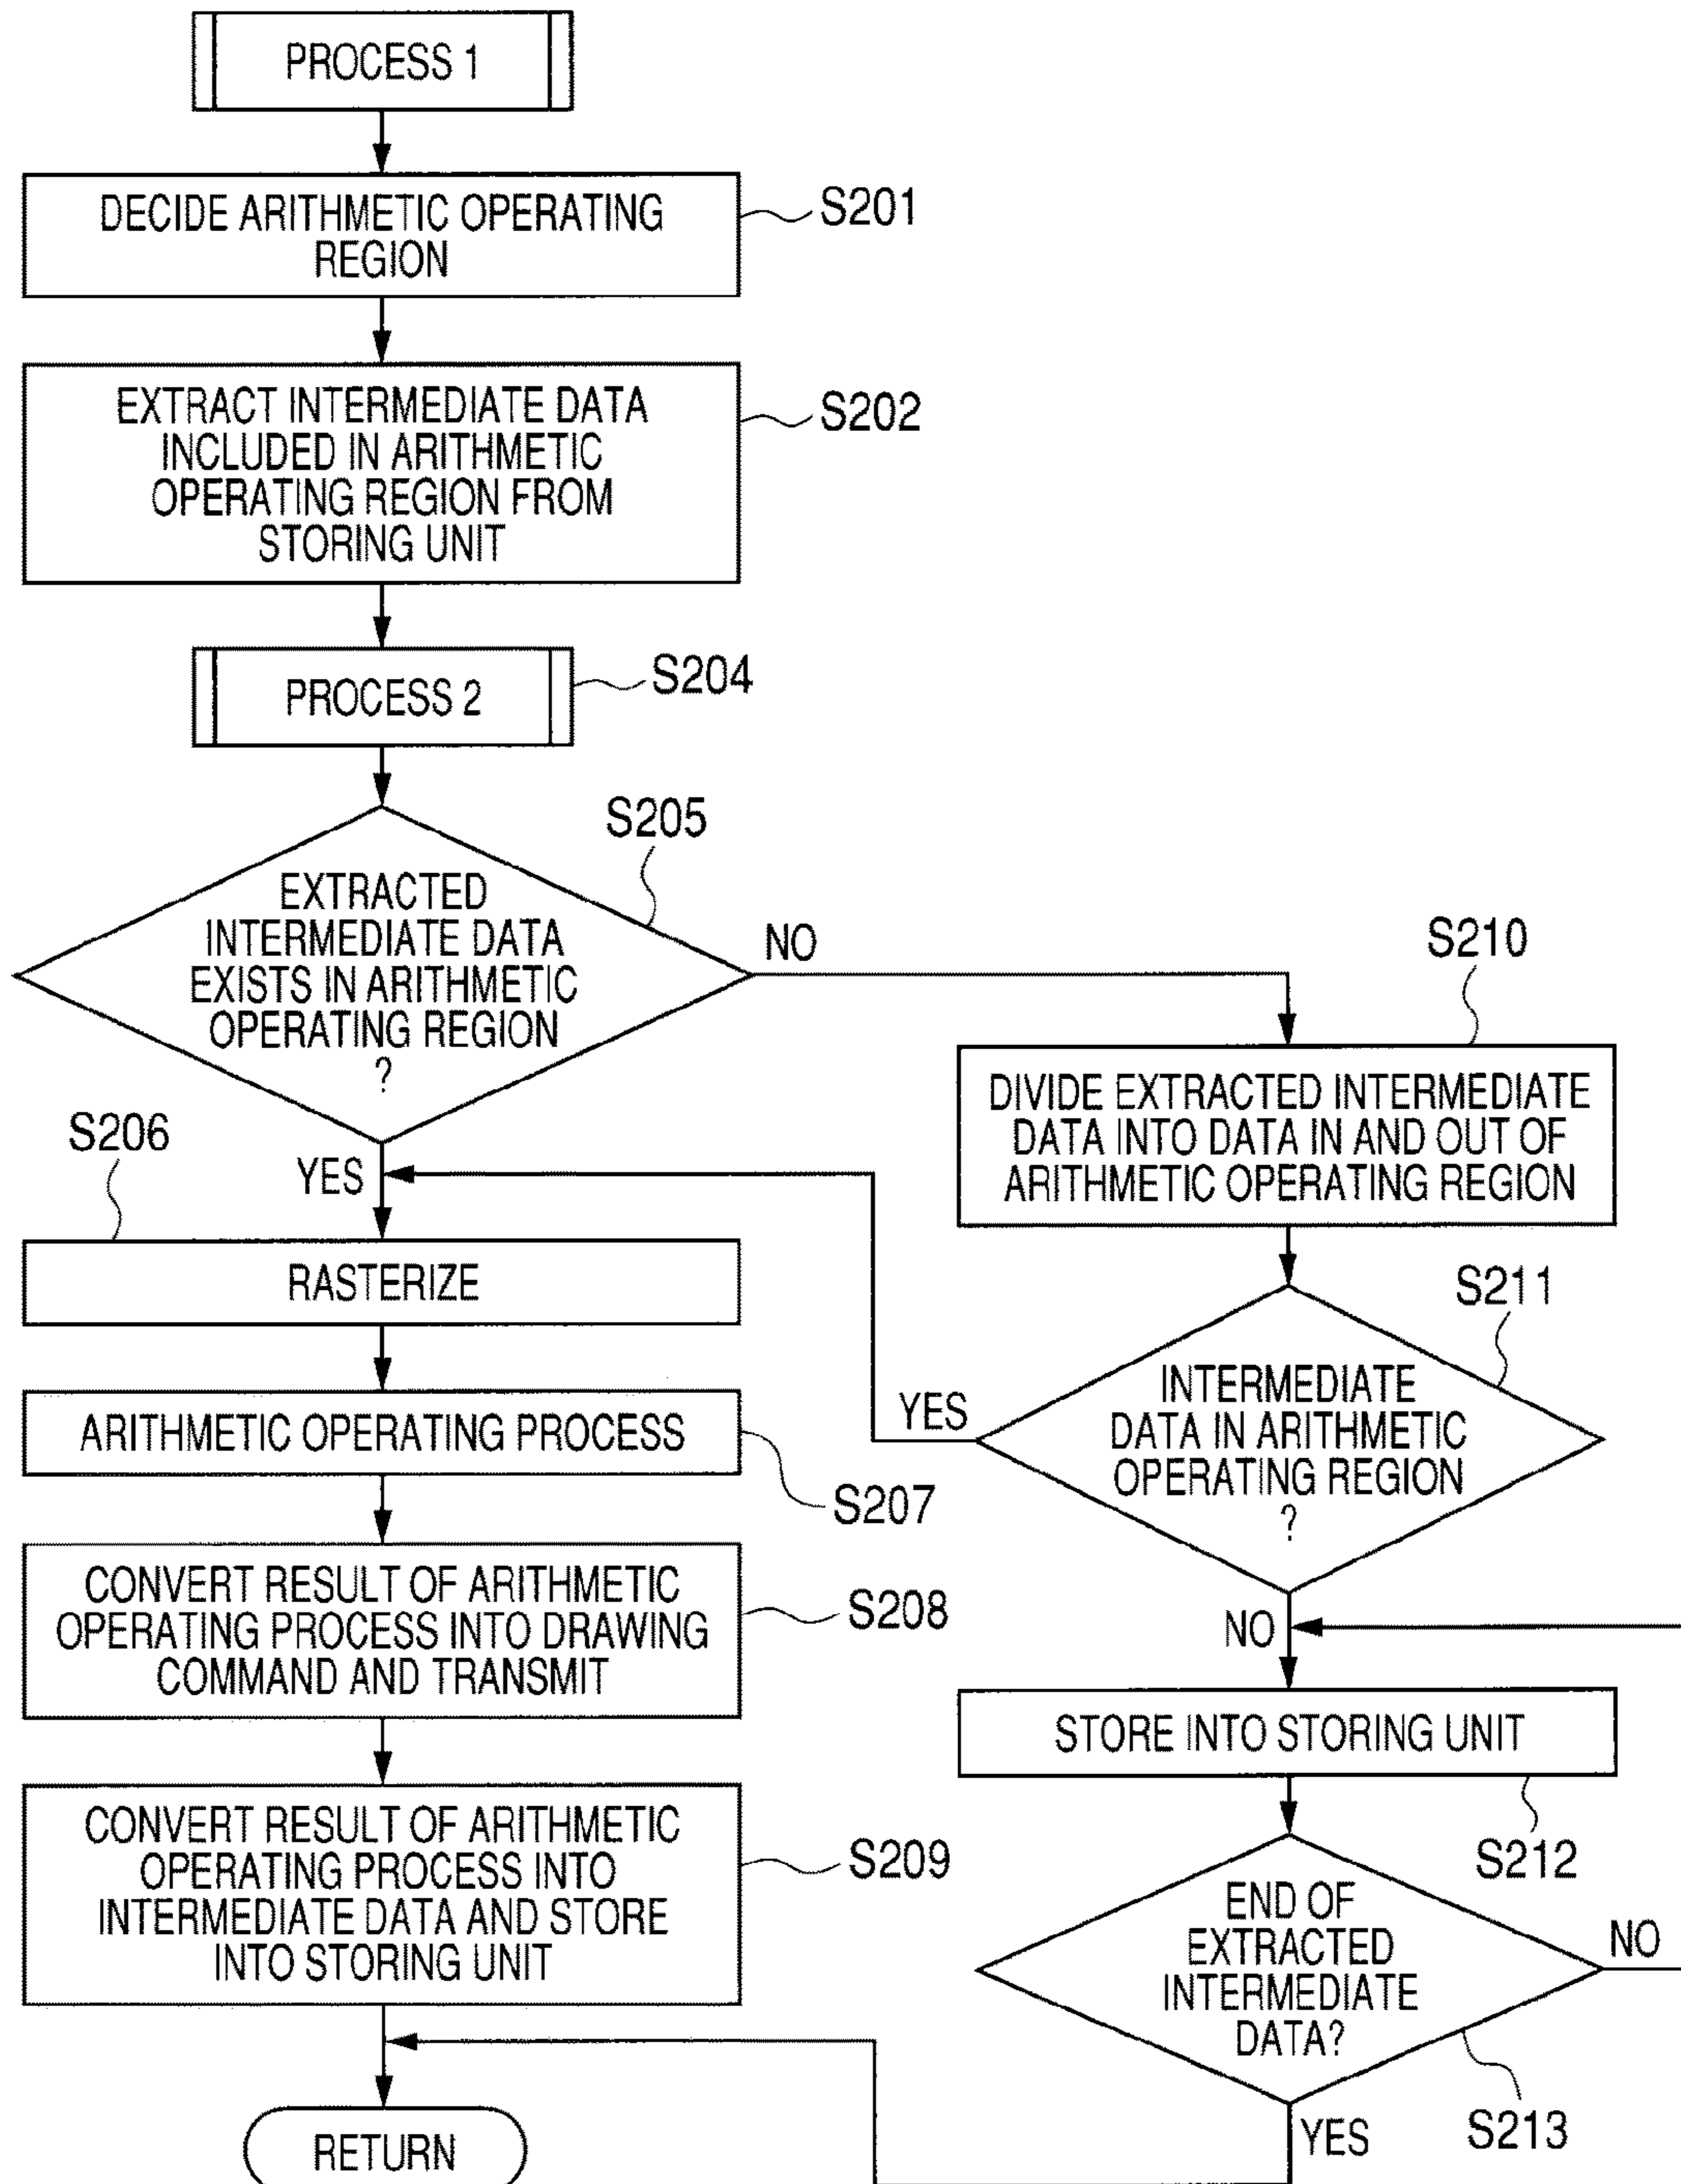 PROCESS 1
DECIDE ARITHMETIC OPERATING
REGION
S201
EXTRACT INTERMEDIATE DATA
INCLUDED IN ARITHMETIC
OPERATING REGION FROM
STORING UNIT
S202
PROCESS 2
S204
S205
EXTRACTED
INTERMEDIATE DATA
EXISTS IN ARITHMETIC
OPERATING REGION
?
NO
YES
S206
RASTERIZE
ARITHMETIC OPERATING PROCESS
S207
CONVERT RESULT OF ARITHMETIC
OPERATING PROCESS INTO DRAWING
COMMAND AND TRANSMIT
S208
CONVERT RESULT OF ARITHMETIC
OPERATING PROCESS INTO
INTERMEDIATE DATA AND STORE
INTO STORING UNIT
S209
RETURN
S210
DIVIDE EXTRACTED INTERMEDIATE
DATA INTO DATA IN AND OUT OF
ARITHMETIC OPERATING REGION
S211
INTERMEDIATE
DATA IN ARITHMETIC
OPERATING REGION
?
YES
NO
STORE INTO STORING UNIT
S212
END OF
EXTRACTED
INTERMEDIATE
DATA?
NO
S213
YES